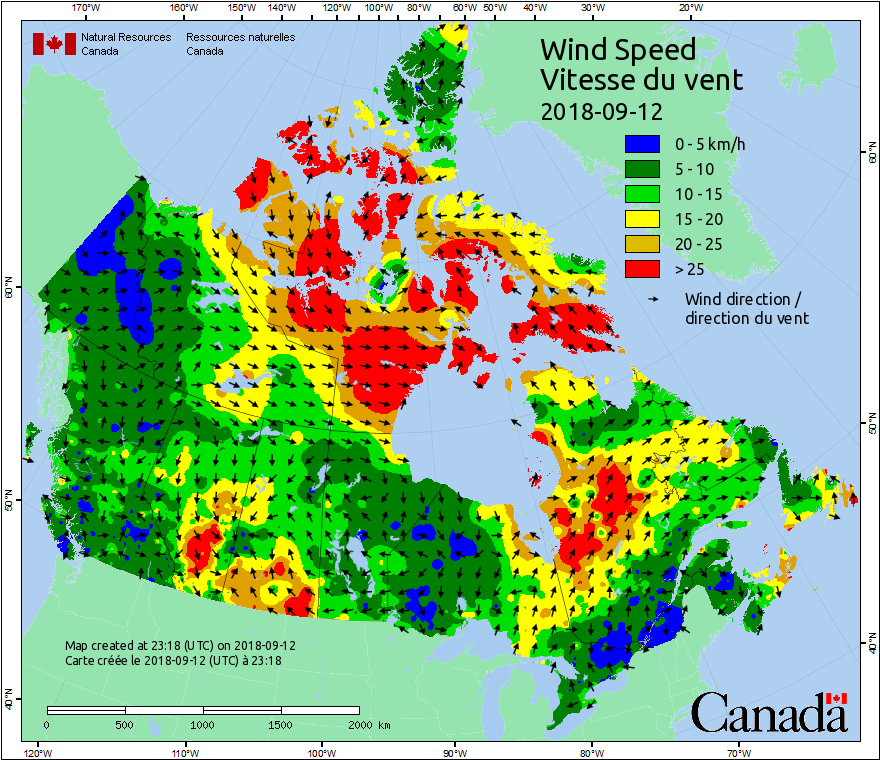 170°W 160°W 150°W 140°W 120°W 100°W 80°W 60°W 50°W 40°W 30°W 20°W
Natural Resources Ressources naturelles
Canada Canada
Wind Speed
Vitesse du vent
2018-09-12
0 - 5 km/h
5 - 10
10 - 15
15 - 20
20 - 25
> 25
Wind direction /
direction du vent
60°N
60°N
50°N
50°N
40°N
40°N
Map created at 23:18 (UTC) on 2018-09-12
Carte créée le 2018-09-12 (UTC) à 23:18
0 500 1000 1500 2000 km
Canada
120°W 110°W 100°W 90°W 80°W 70°W